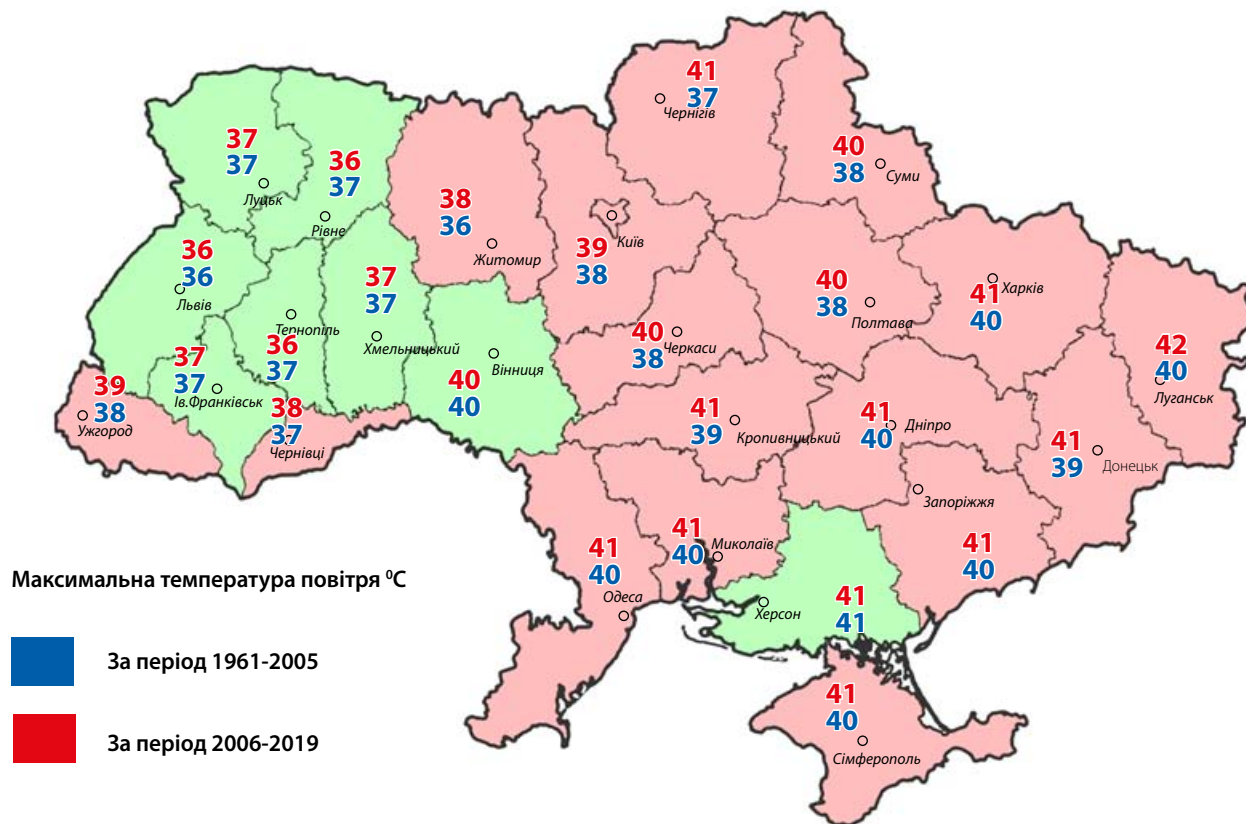 41
37
Чернігів
40
38
Суми
37
37
Луцьк
36
37
Рівне
38
36
Житомир
39
38
Київ
36
36
Львів
36
37
Тернопіль
37
37
Хмельницький
40
40
Вінниця
40
38
Черкаси
40
38
Полтава
41
40
Харків
42
40
Луганськ
37
37
Ів.Франківськ
39
38
Ужгород
38
37
Чернівці
41
39
Кропивницький
41
40
Дніпро
41
39
Донецьк
41
40
Запоріжжя
41
40
Одеса
41
40
Миколаїв
41
41
Херсон
41
40
Сімферополь
Максимальна температура повітря ⁰С
За період 1961-2005
За період 2006-2019